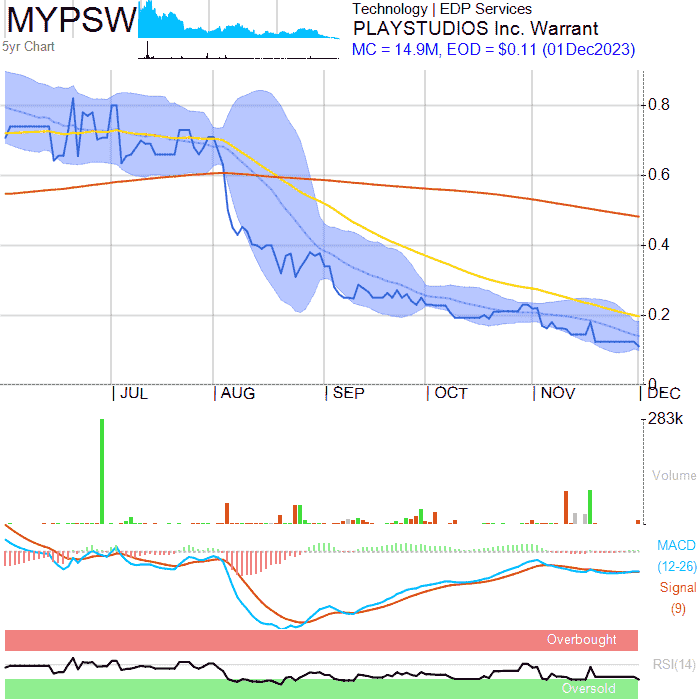 MYPSW
5yr Chart
Technology | EDP Services
PLAYSTUDIOS Inc. Warrant
MC = 14.9M, EOD = $0.11 (01Dec2023)
0.8
0.6
0.4
0.2
0
JUL
AUG
SEP
OCT
NOV
DEC
283k
Volume
MACD
(12-26)
Signal
(9)
Overbought
RSI(14)
Oversold